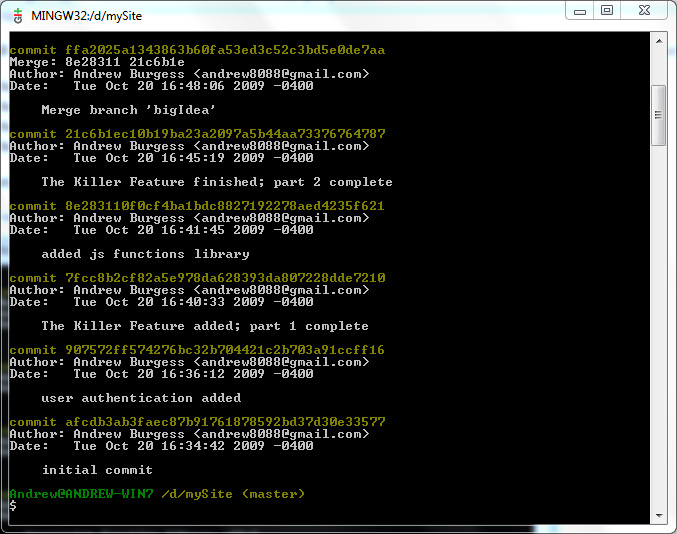 MINGW32:/d/mySite
commit ffa2025a1343863b60fa53ed3c52c3bd5e0de7aa
Merge: 8e28311 21c6b1e
Author: Andrew Burgess <andrew8088@gmail.com>
Date:   Tue Oct 20 16:48:06 2009 -0400
Merge branch 'bigIdea'
commit 21c6b1ec10b19ba23a2097a5b44aa73376764787
Author: Andrew Burgess <andrew8088@gmail.com>
Date:   Tue Oct 20 16:45:19 2009 -0400
The Killer Feature finished; part 2 complete
commit 8e283110f0cf4ba1bdc8827192278aed4235f621
Author: Andrew Burgess <andrew8088@gmail.com>
Date:   Tue Oct 20 16:41:45 2009 -0400
added js functions library
commit 7fcc8b2cf82a5e978da628393da807228dde7210
Author: Andrew Burgess <andrew8088@gmail.com>
Date:   Tue Oct 20 16:40:33 2009 -0400
The Killer Feature added; part 1 complete
commit 907572ff574276bc32b704421c2b703a91ccff16
Author: Andrew Burgess <andrew8088@gmail.com>
Date:   Tue Oct 20 16:36:12 2009 -0400
user authentication added
commit afcdb3ab3faec87b91761878592bd37d30e33577
Author: Andrew Burgess <andrew8088@gmail.com>
Date:   Tue Oct 20 16:34:42 2009 -0400
initial commit
Andrew@ANDREW-WIN7 /d/mySite (master)
$